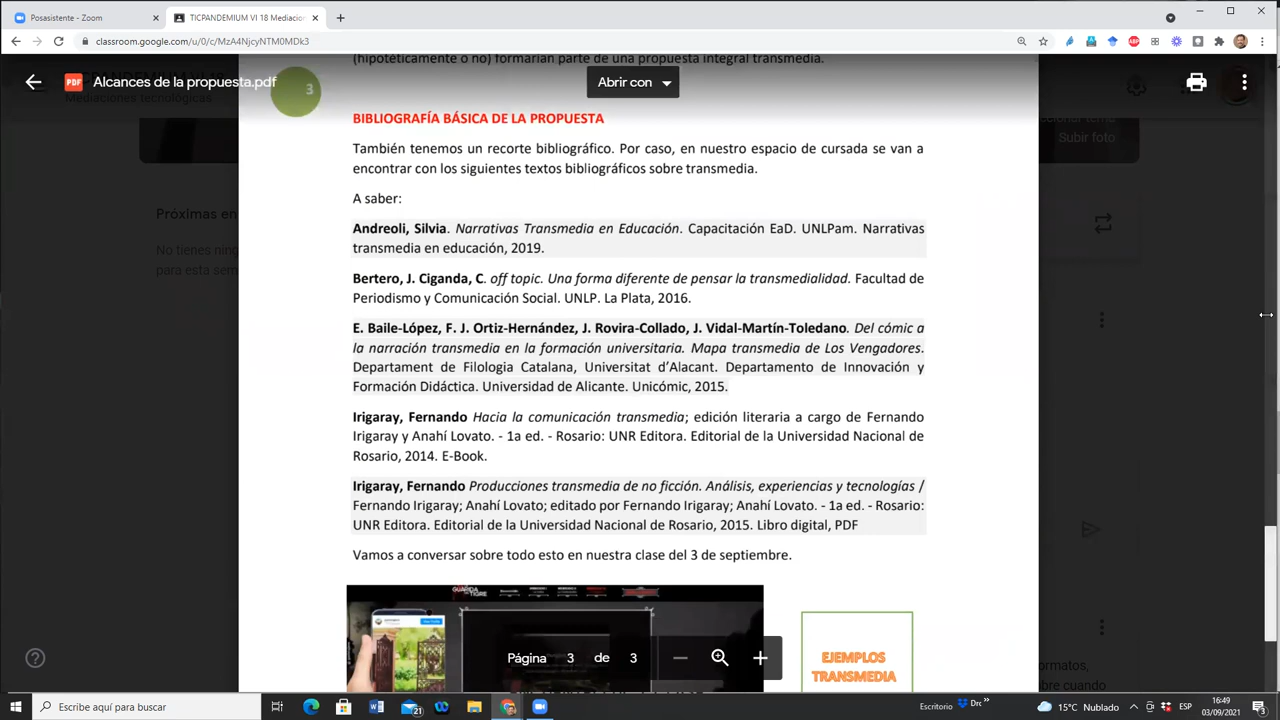 Posasistente - Zoom
TICPANDEMIUM VI 18 Mediacion
classroom.google.com/u/0/c/MzA4NjcyNTM0MDk3
(hipotéticamente o no) formarían parte de una propuesta integral transmedia.
PDF
Alcances de la propuesta.pdf
3
Abrir con
Mediaciones tecnológicas
Subir foto
BIBLIOGRAFÍA BÁSICA DE LA PROPUESTA
También tenemos un recorte bibliográfico. Por caso, en nuestro espacio de cursada se van a
encontrar con los siguientes textos bibliográficos sobre transmedia.
A saber:
Próximas en
No tienes ning
para esta sem
Andreoli, Silvia. Narrativas Transmedia en Educación. Capacitación EaD. UNLPam. Narrativas
transmedia en educación, 2019.
Bertero, J. Ciganda, C. off topic. Una forma diferente de pensar la transmedialidad. Facultad de
Periodismo y Comunicación Social. UNLP. La Plata, 2016.
E. Baile-López, F. J. Ortiz-Hernández, J. Rovira-Collado, J. Vidal-Martín-Toledano. Del cómic a
la narración transmedia en la formación universitaria. Mapa transmedia de Los Vengadores.
Departament de Filologia Catalana, Universitat d’Alacant. Departamento de Innovación y
Formación Didáctica. Universidad de Alicante. Unicómic, 2015.
Irigaray, Fernando Hacia la comunicación transmedia; edición literaria a cargo de Fernando
Irigaray y Anahí Lovato. - 1a ed. - Rosario: UNR Editora. Editorial de la Universidad Nacional de
Rosario, 2014. E-Book.
Irigaray, Fernando Producciones transmedia de no ficción. Análisis, experiencias y tecnologías /
Fernando Irigaray; Anahí Lovato; editado por Fernando Irigaray; Anahí Lovato. - 1a ed. - Rosario:
UNR Editora. Editorial de la Universidad Nacional de Rosario, 2015. Libro digital, PDF
Vamos a conversar sobre todo esto en nuestra clase del 3 de septiembre.
EJEMPLOS
TRANSMEDIA
Página 3 de 3
ormatos,
bre cuando
Escribe aquí para buscar
21
Escritorio
15°C Nublado
ESP
16:49
03/09/2021